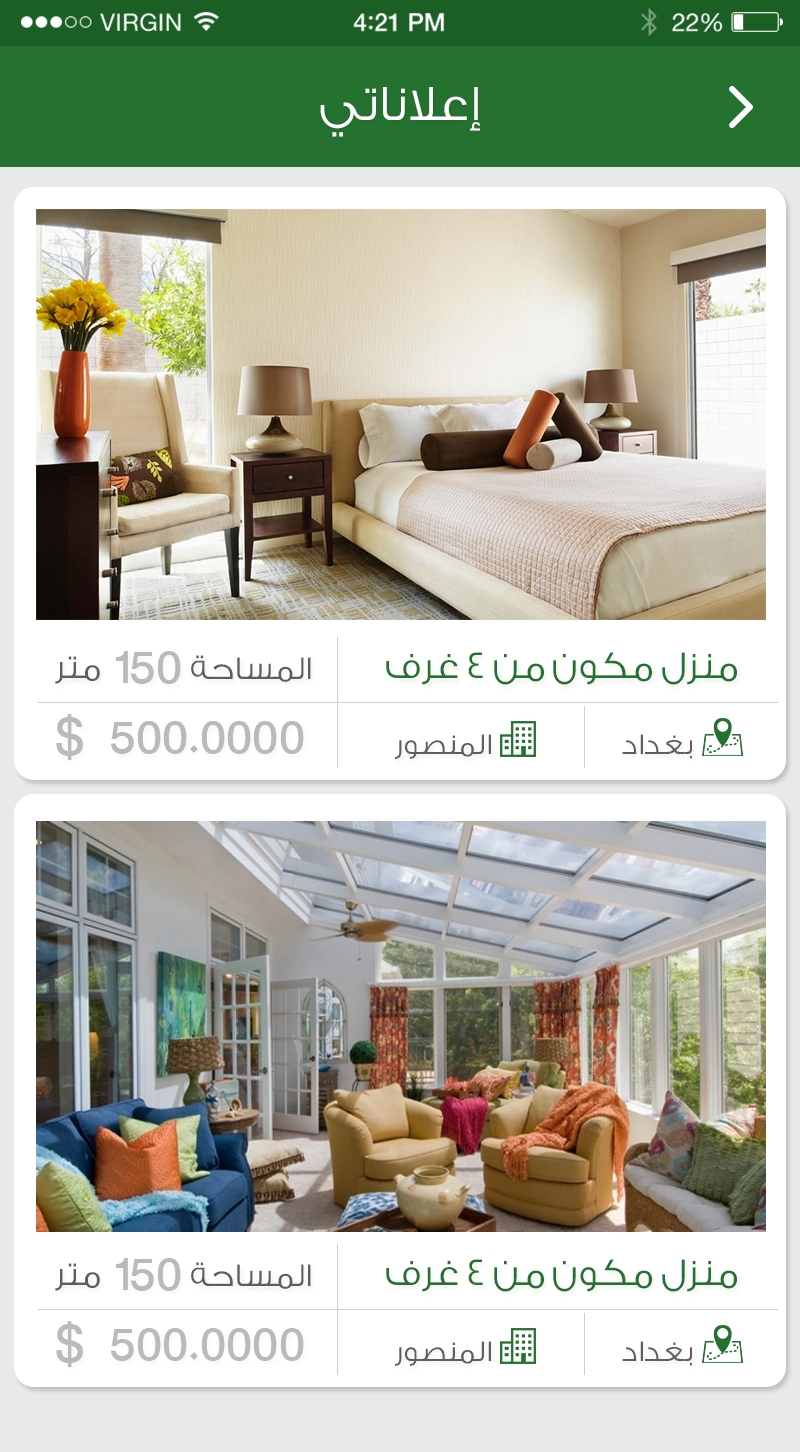 VIRGIN 4:21 PM 22%
إعلاناتي
منزل مكون من ٤ غرف
المساحة 150 متر
بغداد
المنصور
500.0000 $
منزل مكون من ٤ غرف
المساحة 150 متر
بغداد
المنصور
500.0000 $